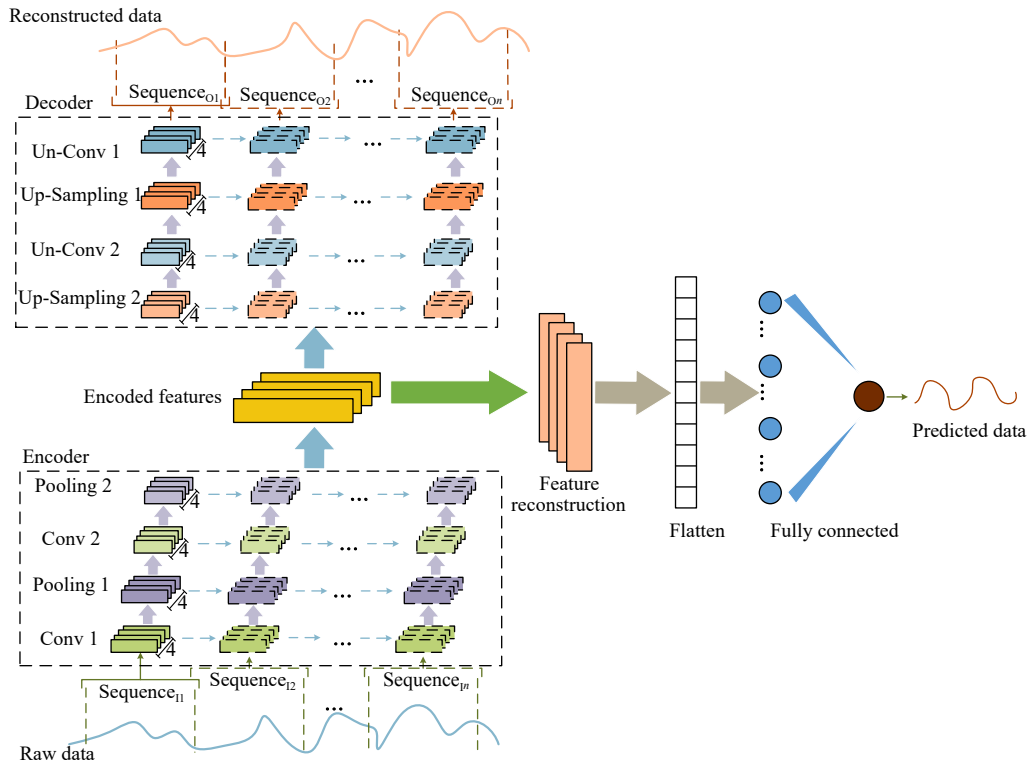 Reconstructed data
Sequence_O1 Sequence_O2 ... Sequence_On
Decoder
Un-Conv 1
4
...
Up-Sampling 1
4
...
Un-Conv 2
4
...
Up-Sampling 2
4
...
Encoded features
Encoder
Pooling 2
4
...
Conv 2
4
...
Pooling 1
4
...
Conv 1
4
...
Sequence_I1 Sequence_I2 ... Sequence_In
Raw data
Feature
reconstruction
Flatten
Fully connected
Predicted data